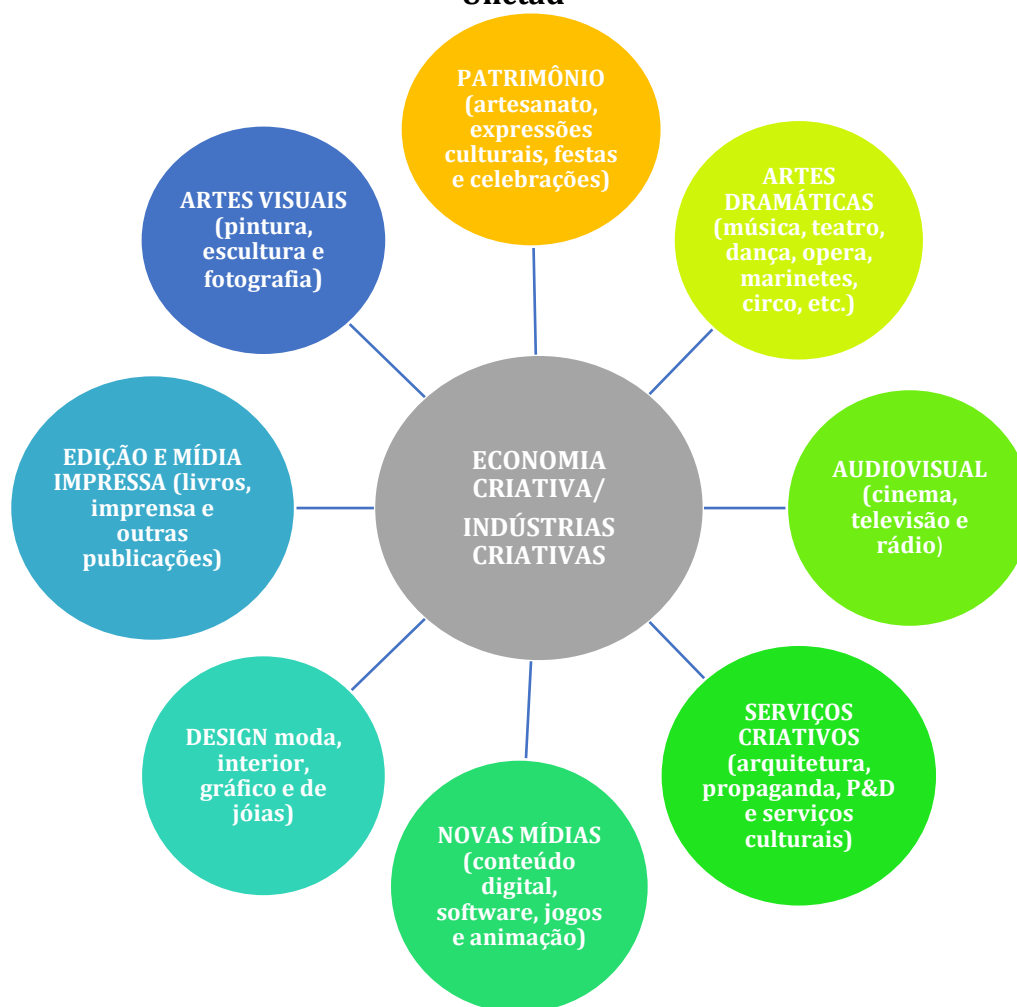 Unctad
PATRIMÔNIO
(artesanato,
expressões
culturais, festas
e celebrações)
ARTES
DRAMÁTICAS
(música, teatro,
dança, opera,
marinetes,
circo, etc.)
AUDIOVISUAL
(cinema,
televisão e
rádio)
SERVIÇOS
CRIATIVOS
(arquitetura,
propaganda, P&D
e serviços
culturais)
NOVAS MÍDIAS
(conteúdo
digital,
software, jogos
e animação)
DESIGN moda,
interior,
gráfico e de
jóias)
EDIÇÃO E MÍDIA
IMPRESSA (livros,
imprensa e
outras
publicações)
ARTES VISUAIS
(pintura,
escultura e
fotografia)
ECONOMIA
CRIATIVA/
INDÚSTRIAS
CRIATIVAS